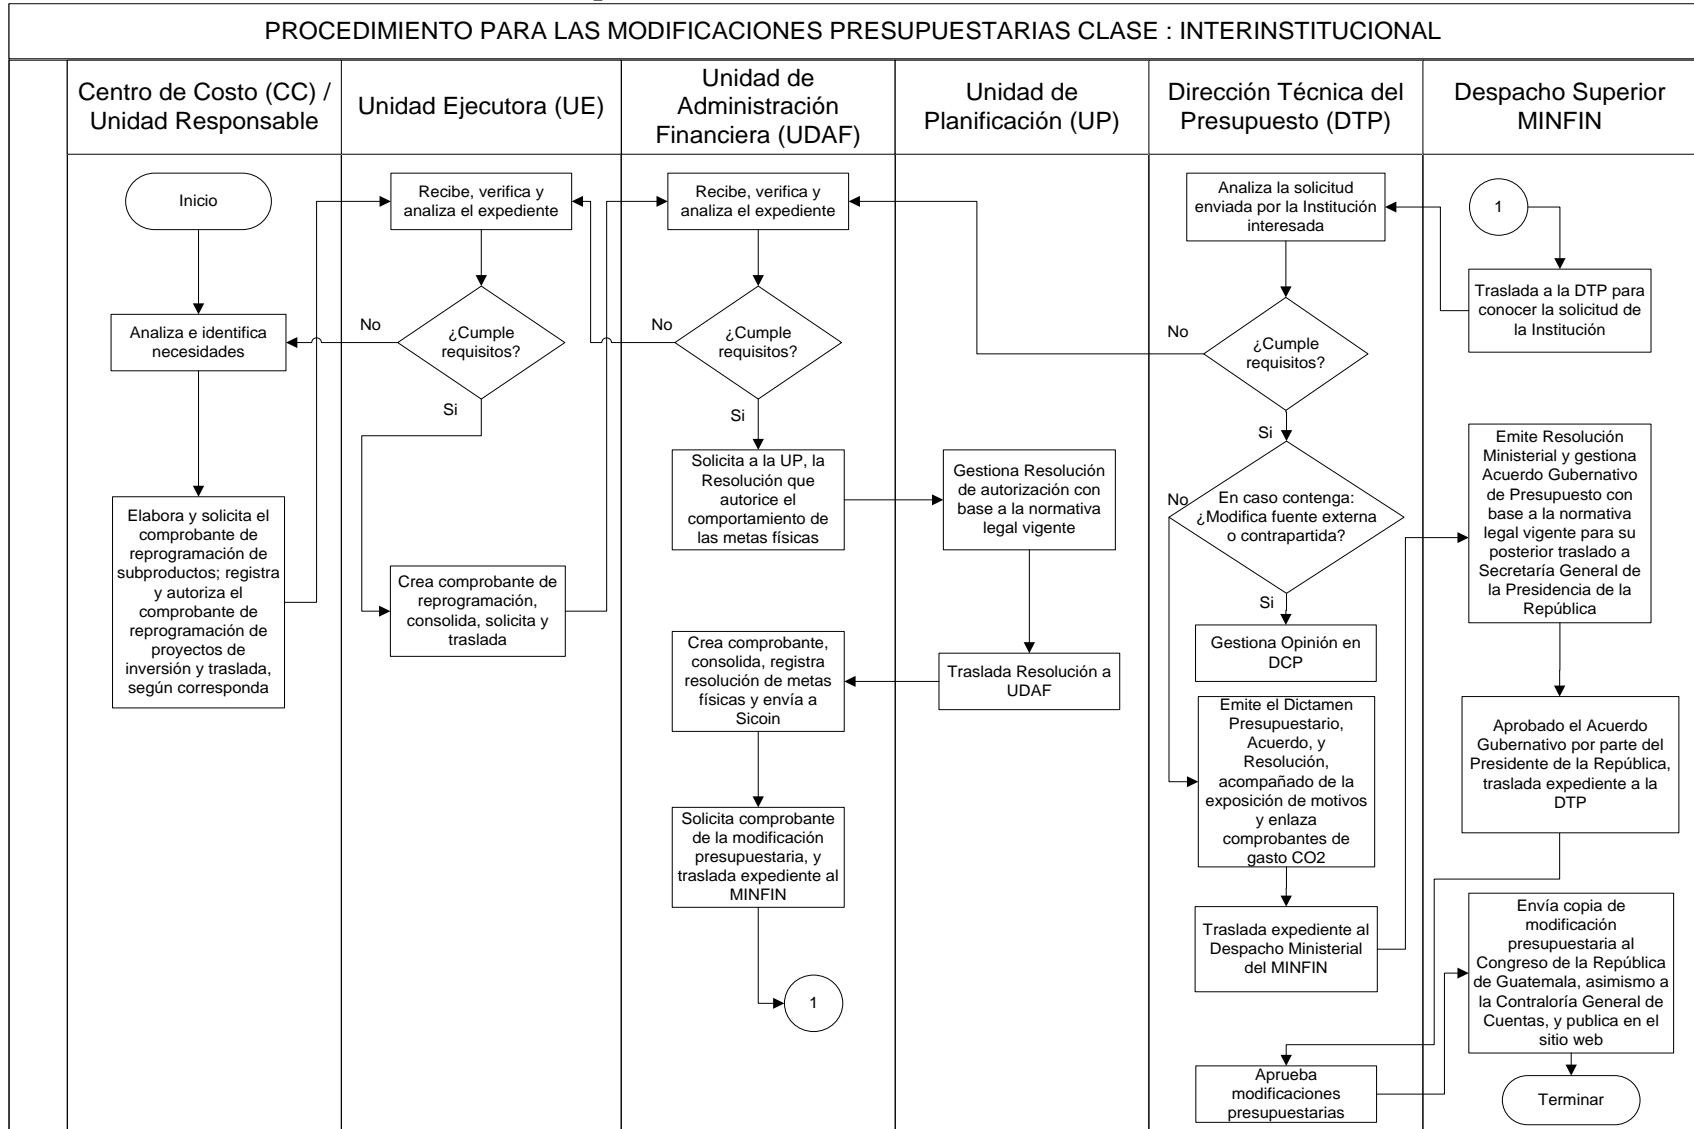 PROCEDIMIENTO PARA LAS MODIFICACIONES PRESUPUESTARIAS CLASE : INTERINSTITUCIONAL
Centro de Costo (CC) /
Unidad Responsable
Unidad Ejecutora (UE)
Unidad de
Administración
Financiera (UDAF)
Unidad de
Planificación (UP)
Dirección Técnica del
Presupuesto (DTP)
Despacho Superior
MINFIN
Inicio
Analiza e identifica
necesidades
Elabora y solicita el
comprobante de
reprogramación de
subproductos; registra
y autoriza el
comprobante de
reprogramación de
proyectos de
inversión y traslada,
según corresponda
Recibe, verifica y
analiza el expediente
No
¿Cumple
requisitos?
Si
Crea comprobante de
reprogramación,
consolida, solicita y
traslada
Recibe, verifica y
analiza el expediente
No
¿Cumple
requisitos?
Si
Solicita a la UP, la
Resolución que
autorice el
comportamiento de
las metas físicas
Crea comprobante,
consolida, registra
resolución de metas
físicas y envía a
Sicoin
Solicita comprobante
de la modificación
presupuestaria, y
traslada expediente al
MINFIN
1
Gestiona Resolución
de autorización con
base a la normativa
legal vigente
Traslada Resolución a
UDAF
Analiza la solicitud
enviada por la Institución
interesada
No
¿Cumple
requisitos?
Si
No
En caso contenga:
¿Modifica fuente externa
o contrapartida?
Si
Gestiona Opinión en
DCP
Emite el Dictamen
Presupuestario,
Acuerdo, y
Resolución,
acompañado de la
exposición de motivos
y enlaza
comprobantes de
gasto CO2
Traslada expediente al
Despacho Ministerial
del MINFIN
Aprueba
modificaciones
presupuestarias
1
Traslada a la DTP para
conocer la solicitud de
la Institución
Emite Resolución
Ministerial y gestiona
Acuerdo Gubernativo
de Presupuesto con
base a la normativa
legal vigente para su
posterior traslado a
Secretaría General de
la Presidencia de la
República
Aprobado el Acuerdo
Gubernativo por parte del
Presidente de la República,
traslada expediente a la
DTP
Envía copia de
modificación
presupuestaria al
Congreso de la República
de Guatemala, asimismo a
la Contraloría General de
Cuentas, y publica en el
sitio web
Terminar